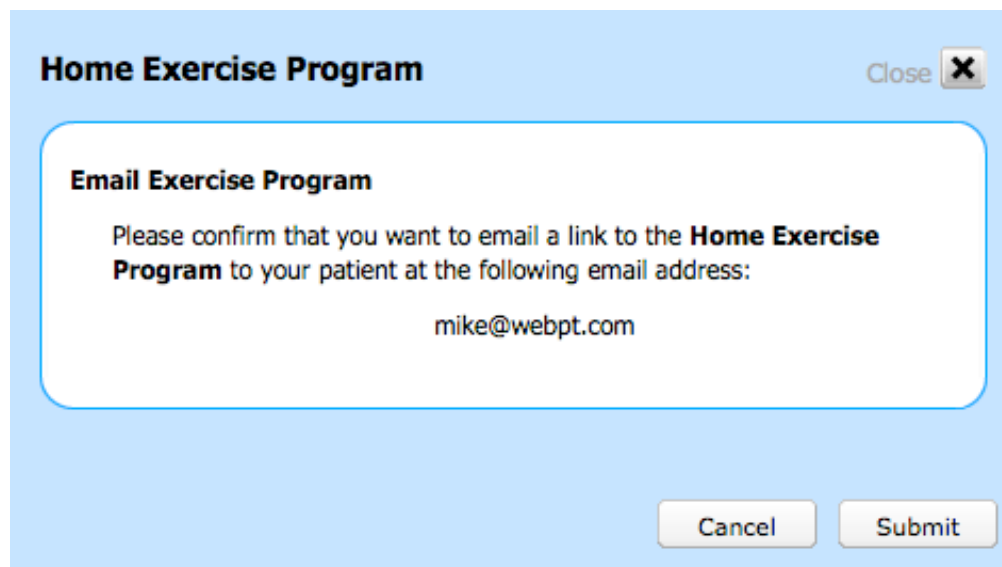 Home Exercise Program
Close
Email Exercise Program
Please confirm that you want to email a link to the Home Exercise
Program to your patient at the following email address:
mike@webpt.com
Cancel
Submit